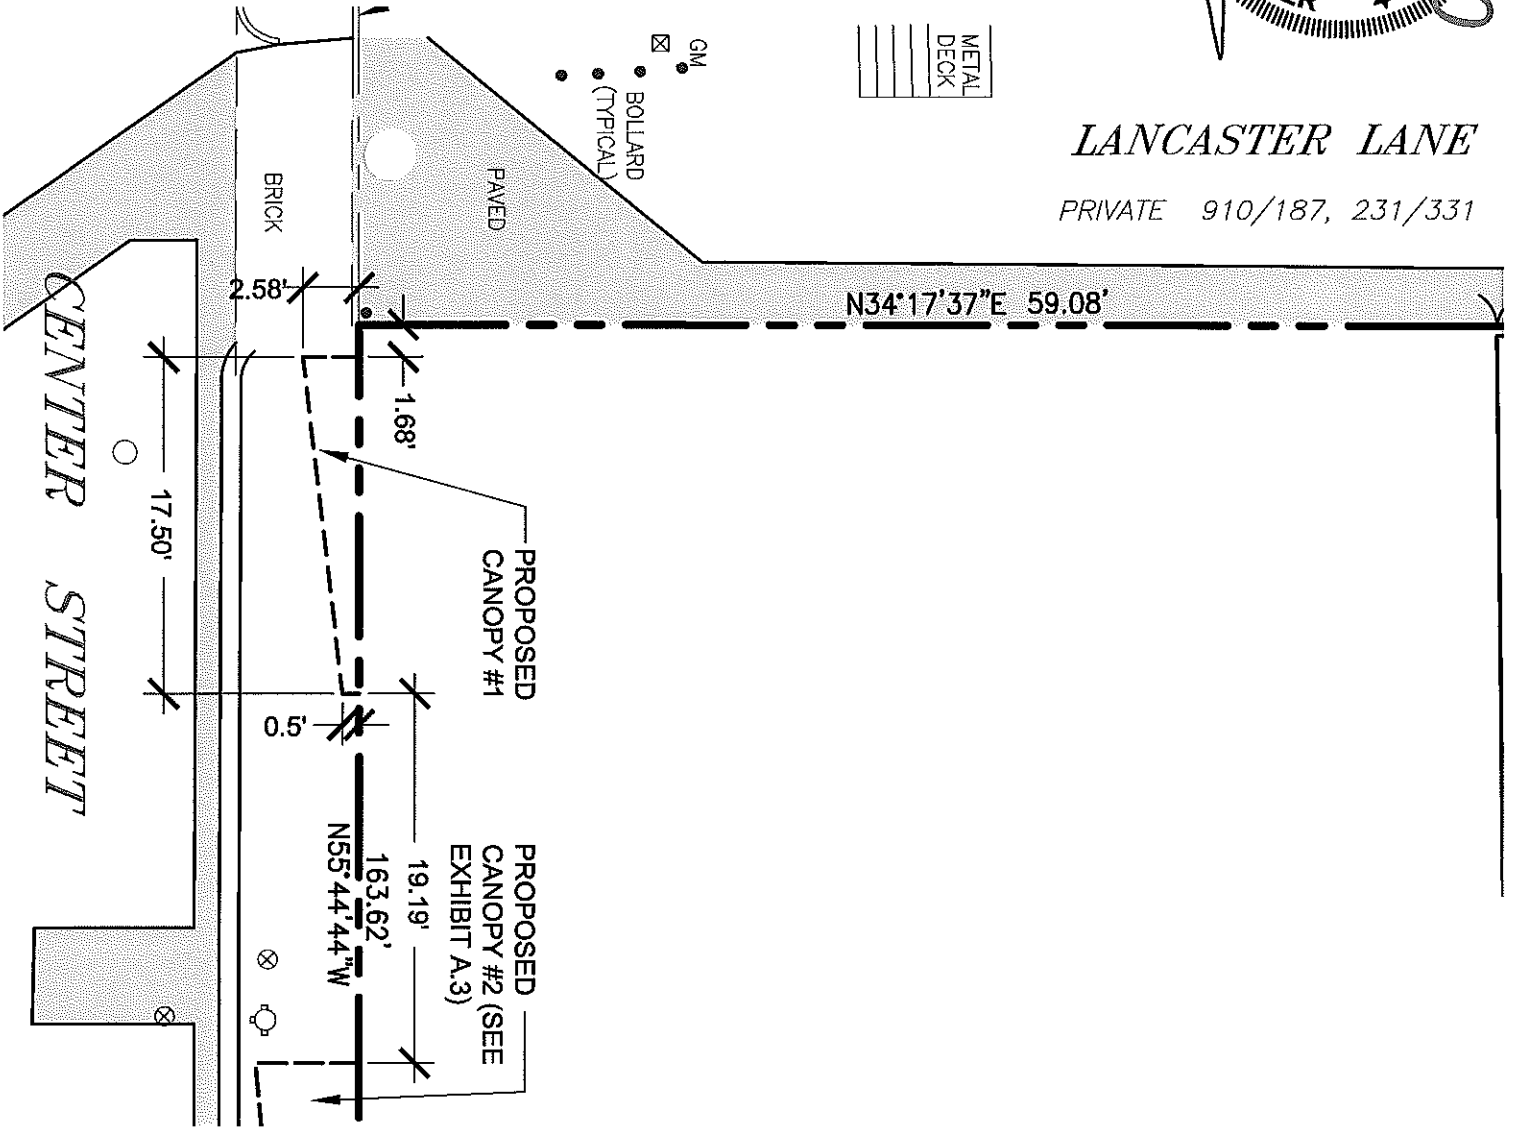 ER
METAL
DECK
GM
BOLLARD
(TYPICAL)
LANCASTER LANE
PRIVATE 910/187, 231/331
BRICK
PAVED
2.58'
N34°17'37"E 59.08'
1.68'
CENTER STREET
17.50'
PROPOSED
CANOPY #1
0.5'
PROPOSED
CANOPY #2 (SEE
EXHIBIT A.3)
19.19'
163.62'
N55°44'44"W